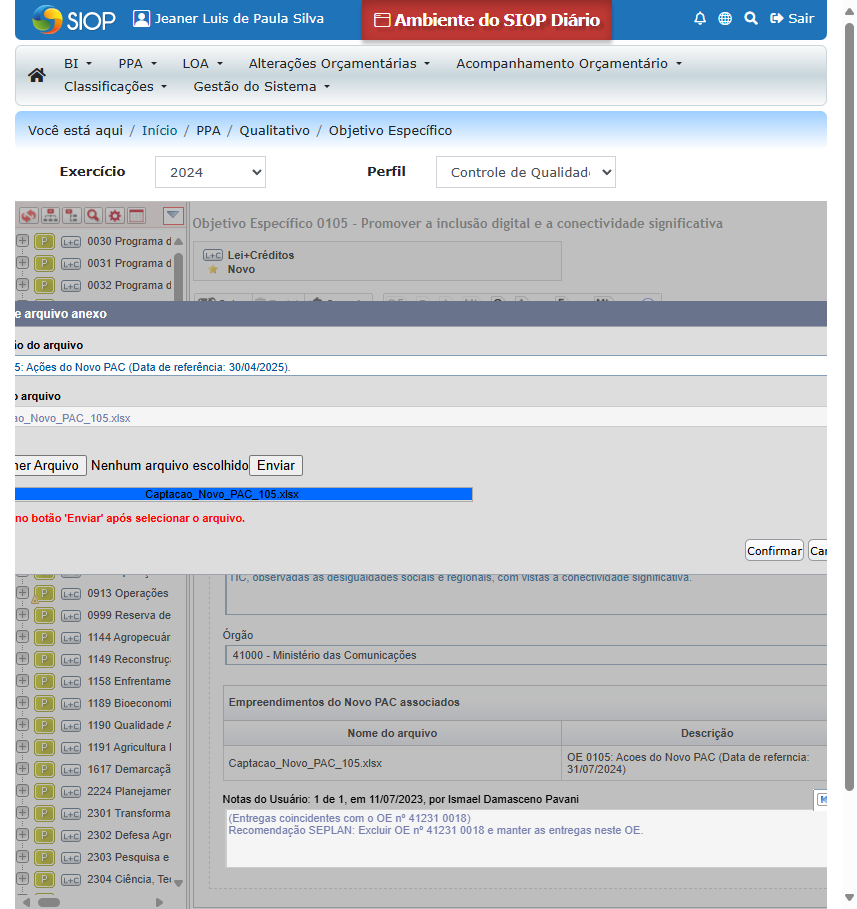 SIOP Jeaner Luis de Paula Silva Ambiente do SIOP Diário Sair
BI PPA LOA Alterações Orçamentárias Acompanhamento Orçamentário
Classificações Gestão do Sistema
Você está aqui / Início / PPA / Qualitativo / Objetivo Específico
Exercício 2024 Perfil Controle de Qualidade
Objetivo Específico 0105 - Promover a inclusão digital e a conectividade significativa
P L+C 0030 Programa d
P L+C 0031 Programa d
P L+C 0032 Programa d
L+C Lei+Créditos
Novo
e arquivo anexo
ão do arquivo
5: Ações do Novo PAC (Data de referência: 30/04/2025).
o arquivo
ao_Novo_PAC_105.xlsx
her Arquivo Nenhum arquivo escolhido Enviar
Captacao_Novo_PAC_105.xlsx
no botão 'Enviar' após selecionar o arquivo.
Confirmar Can
P L+C 0913 Operações
P L+C 0999 Reserva de
P L+C 1144 Agropecuár
P L+C 1149 Reconstruç
P L+C 1158 Enfrentame
P L+C 1189 Bioeconomi
P L+C 1190 Qualidade A
P L+C 1191 Agricultura
P L+C 1617 Demarcaçã
P L+C 2224 Planejamer
P L+C 2301 Transforma
P L+C 2302 Defesa Agr
P L+C 2303 Pesquisa e
P L+C 2304 Ciência, Te
TIC, observadas as desigualdades sociais e regionais, com vistas à conectividade significativa.
Órgão
41000 - Ministério das Comunicações
Empreendimentos do Novo PAC associados
Nome do arquivo Descrição
Captacao_Novo_PAC_105.xlsx OE 0105: Acoes do Novo PAC (Data de referncia:
31/07/2024)
Notas do Usuário: 1 de 1, em 11/07/2023, por Ismael Damasceno Pavani
(Entregas coincidentes com o OE nº 41231 0018)
Recomendação SEPLAN: Excluir OE nº 41231 0018 e manter as entregas neste OE.